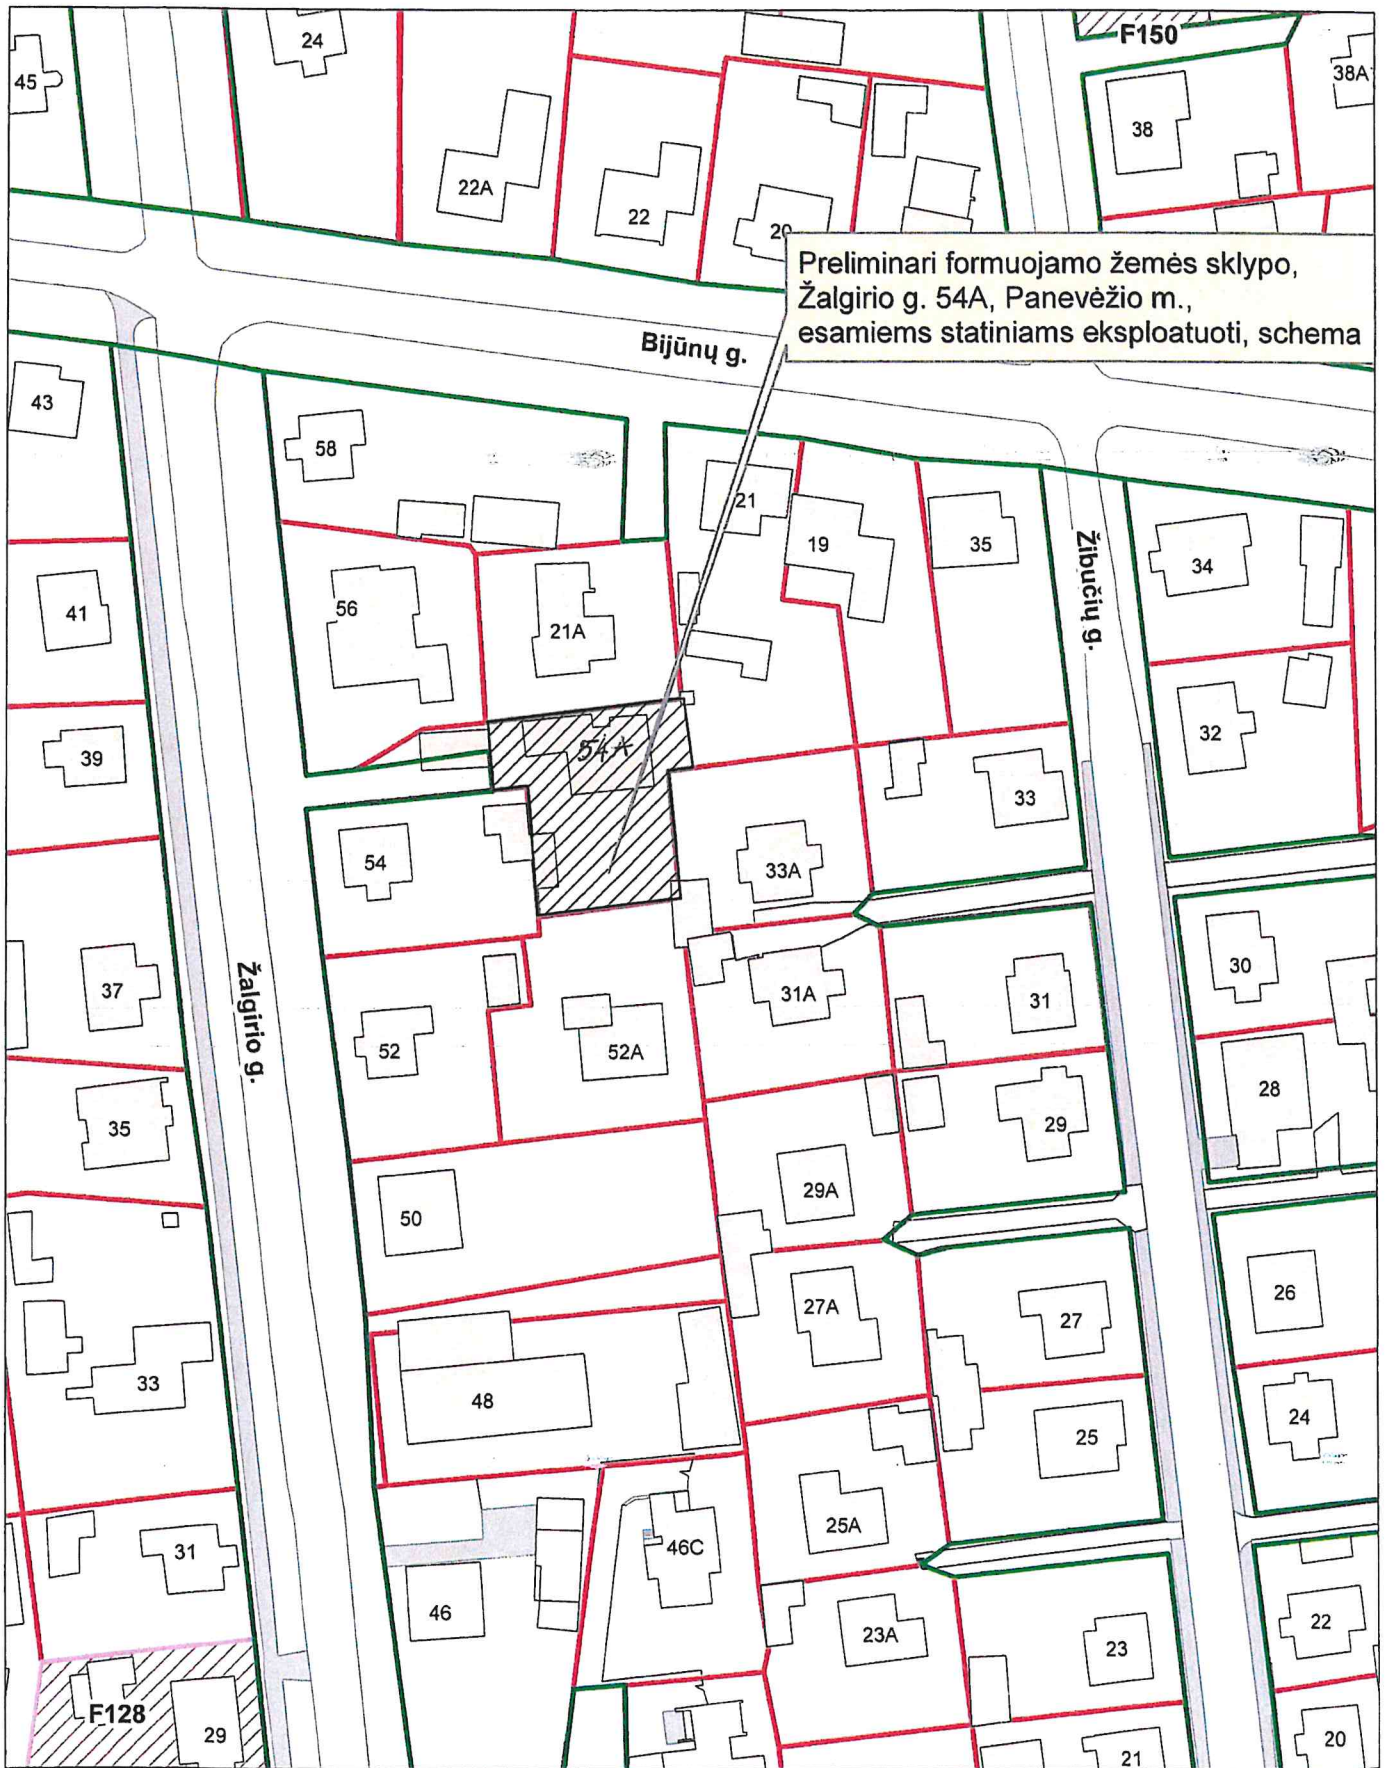 24
F150
45
38A
38
22A
22
20
Preliminari formuojamo žemės sklypo,
Žalgirio g. 54A, Panevėžio m.,
esamiems statiniams eksploatuoti, schema
Bijūnų g.
43
58
21
19
35
Žibučių g.
34
41
56
21A
39
54A
32
33
54
33A
37
Žalgirio g.
30
31A
31
52
52A
28
35
29
29A
50
26
27A
27
33
48
24
25
25A
31
46C
46
22
23A
23
F128
29
21
20